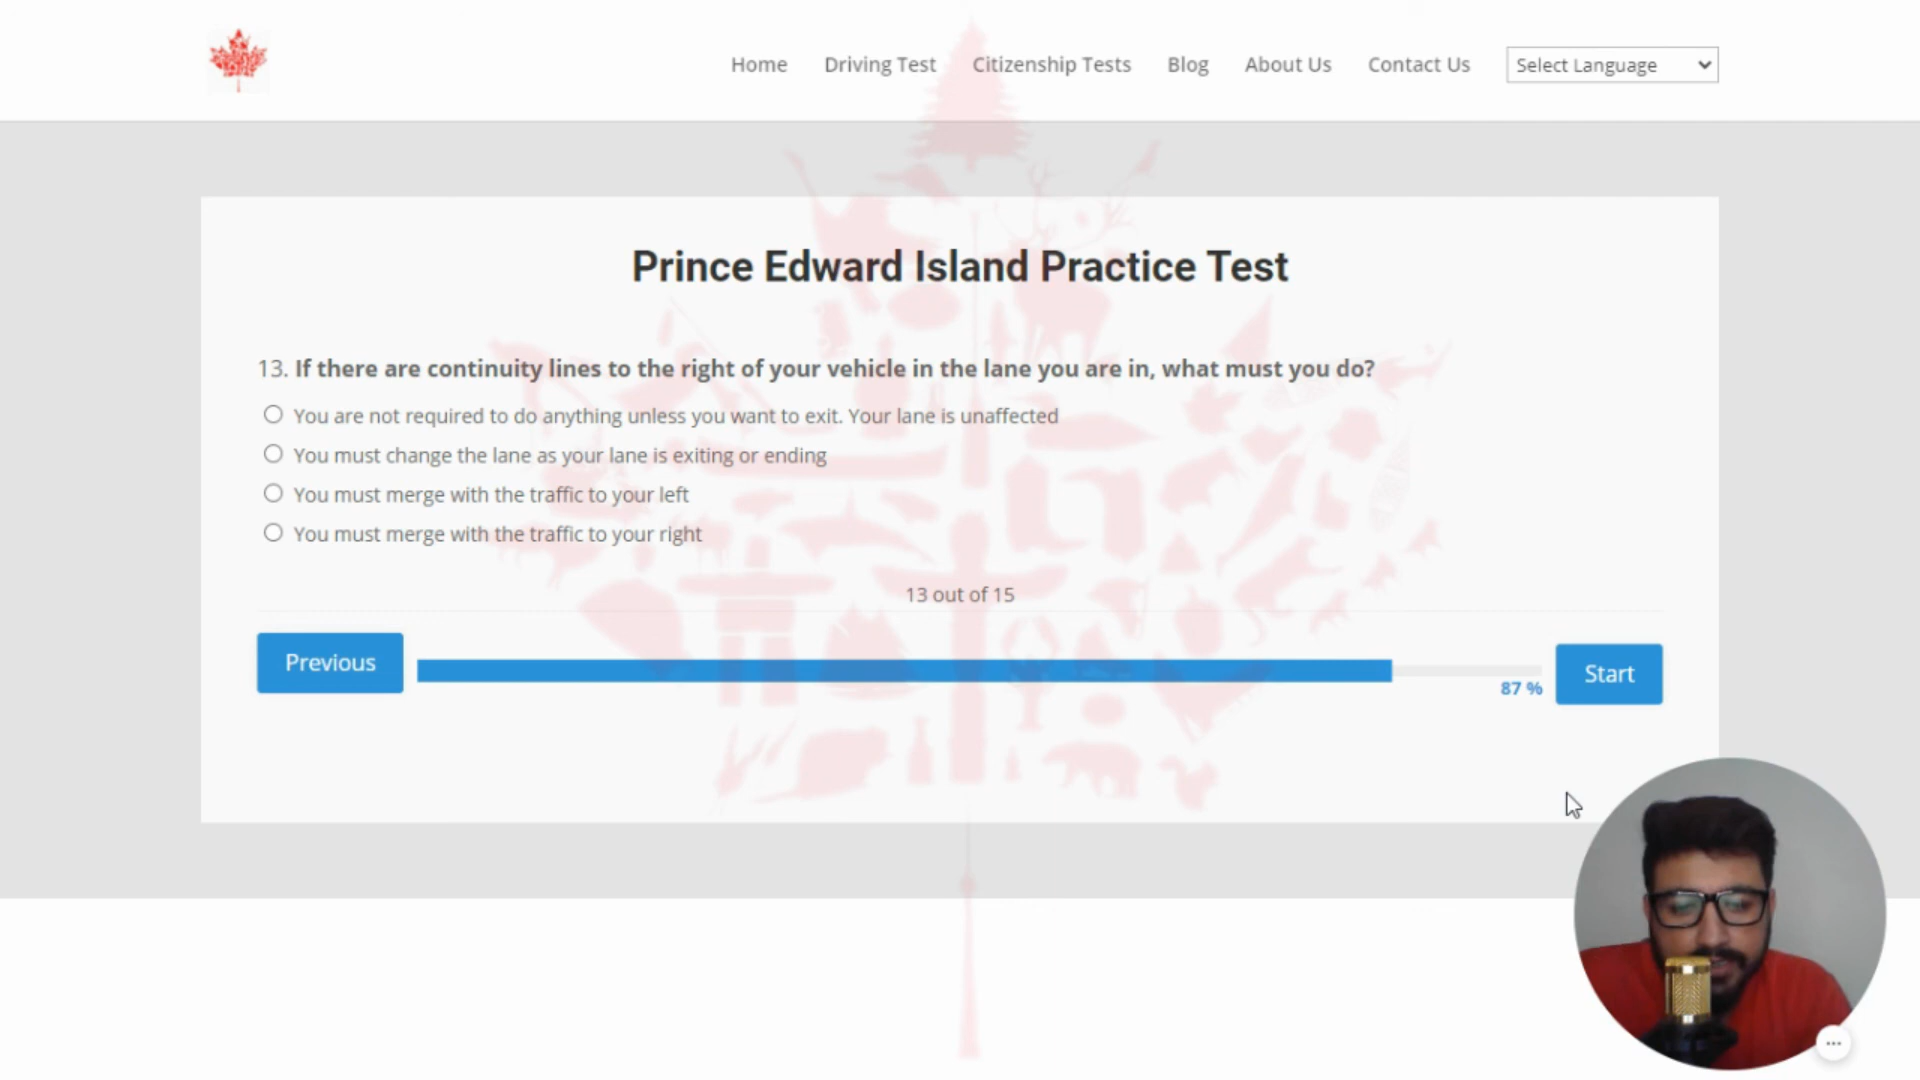 Home Driving Test Citizenship Tests Blog About Us Contact Us Select Language
Prince Edward Island Practice Test
13. If there are continuity lines to the right of your vehicle in the lane you are in, what must you do?
You are not required to do anything unless you want to exit. Your lane is unaffected
You must change the lane as your lane is exiting or ending
You must merge with the traffic to your left
You must merge with the traffic to your right
13 out of 15
Previous
87 %
Start